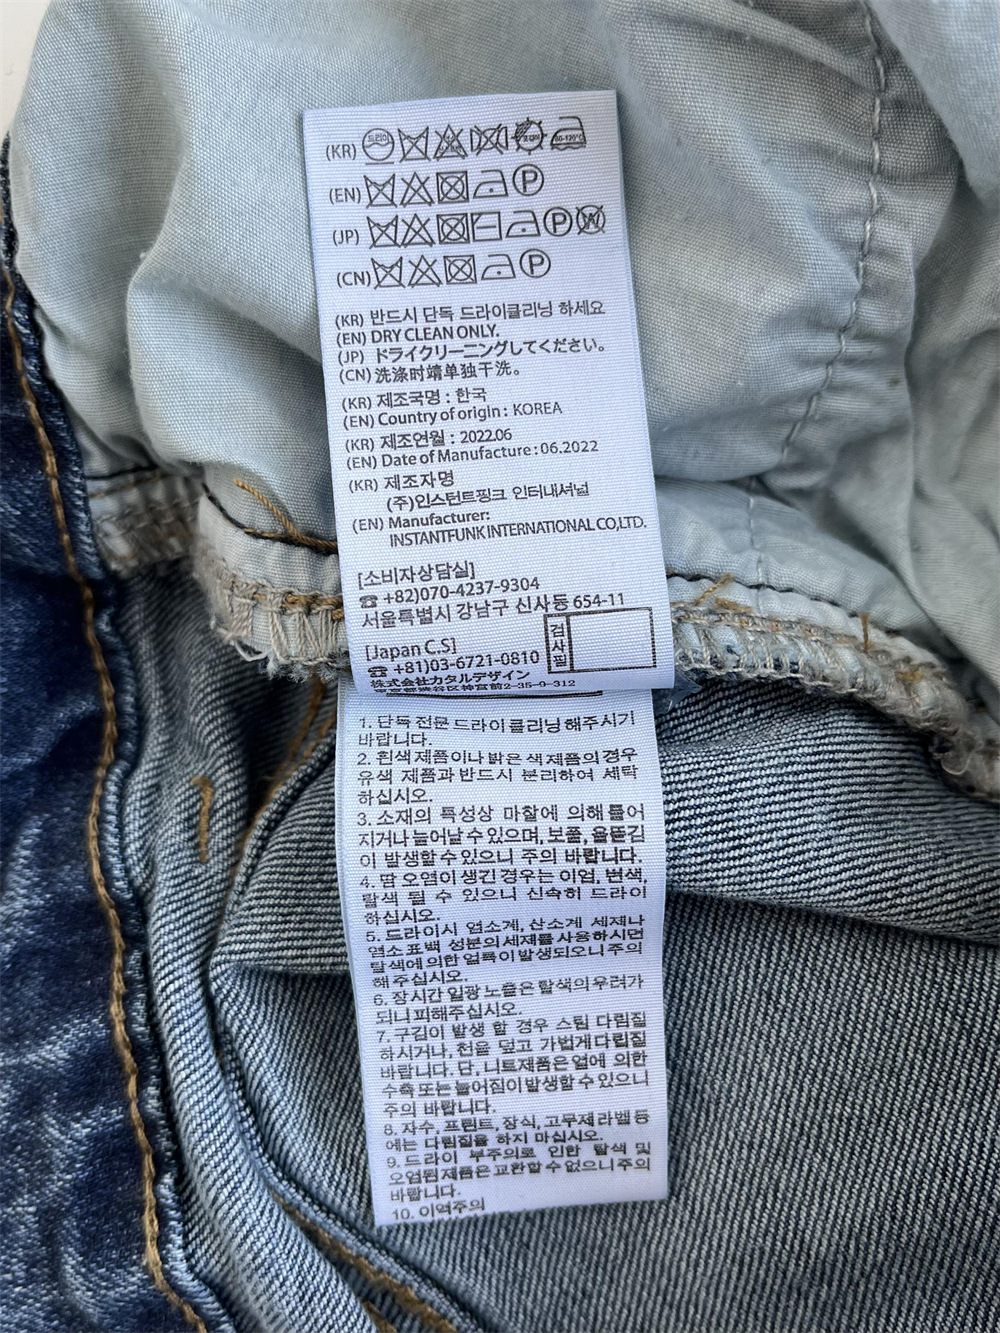 (KR) 드라이 80-120°C
(EN) P
(JP) P W
(CN) P
(KR) 반드시 단독 드라이클리닝 하세요
(EN) DRY CLEAN ONLY.
(JP) ドライクリーニングしてください。
(CN) 洗涤时靖单独干洗。
(KR) 제조국명 : 한국
(EN) Country of origin : KOREA
(KR) 제조연월 : 2022.06
(EN) Date of Manufacture : 06.2022
(KR) 제조자명
(주)인스턴트펑크 인터내셔널
(EN) Manufacturer:
INSTANTFUNK INTERNATIONAL CO,LTD.
[소비자상담실]
☎ +82)070-4237-9304
서울특별시 강남구 신사동 654-11
검사필
[Japan C.S]
☎ +81)03-6721-0810
株式会社カタルデザイン
東京都渋谷区神宮前2-35-9-312
1. 단독 전문 드라이 클리닝 해주시기
바랍니다.
2. 흰색 제품이나 밝은 색 제품의 경우
유색 제품과 반드시 분리하여 세탁
하십시오.
3. 소재의 특성상 마찰에 의해 틀어
지거나 늘어날 수 있으며, 보풀, 올뜯김
이 발생할 수 있으니 주의 바랍니다.
4. 땀 오염이 생긴 경우는 이염, 변색,
탈색 될 수 있으니 신속히 드라이
하십시오.
5. 드라이시 염소계, 산소계 세제나
염소 표백 성분의 세제를 사용하시면
탈색에 의한 얼룩이 발생되오니 주의
해 주십시오.
6. 장시간 일광 노출은 탈색의 우려가
되니 피해주십시오.
7. 구김이 발생 할 경우 스팀 다림질
하시거나, 천을 덮고 가볍게 다림질
바랍니다. 단, 니트제품은 열에 의한
수축 또는 늘어짐이 발생할 수 있으니
주의 바랍니다.
8. 자수, 프린트, 장식, 고무제 라벨 등
에는 다림질을 하지 마십시오.
9. 드라이 부주의로 인한 탈색 및
오염된 제품은 교환할 수 없으니 주의
바랍니다.
10. 이역주의